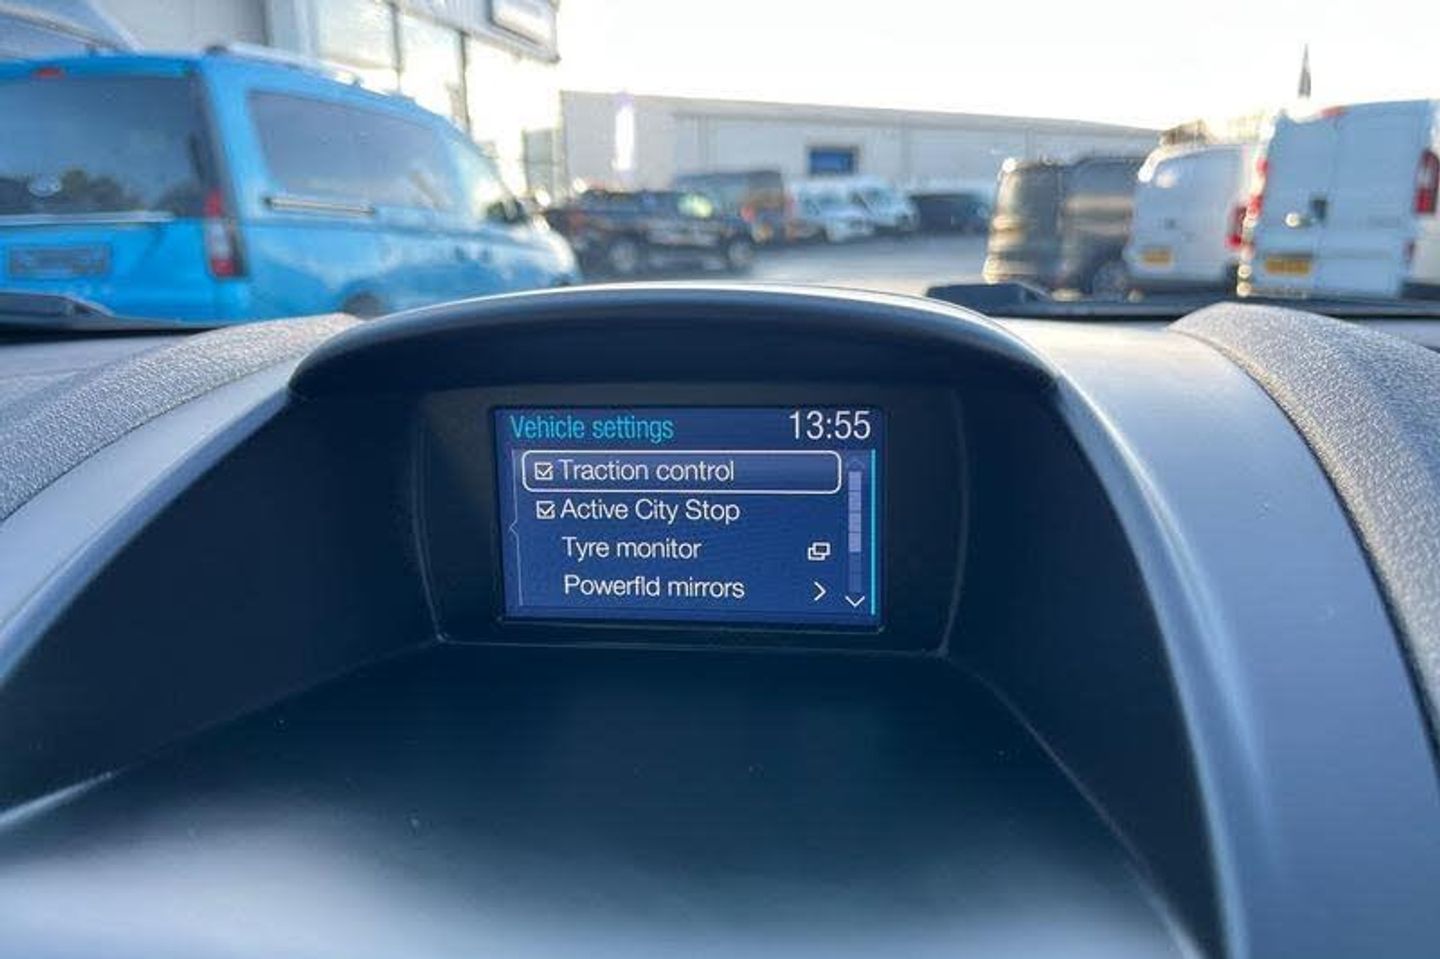 Vehicle settings 13:55
Traction control
Active City Stop
Tyre monitor
Powerfld mirrors